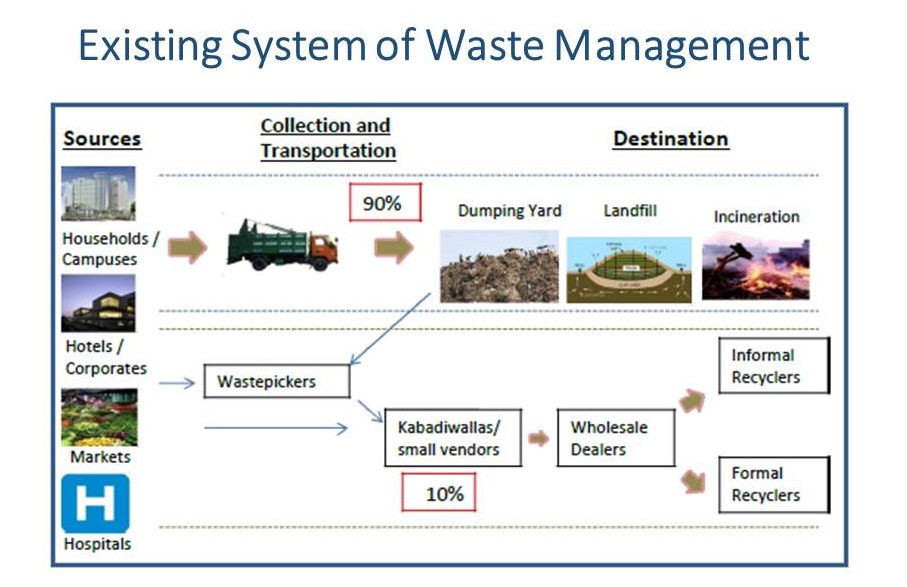 Existing System of Waste Management
Sources
Collection and
Transportation
Destination
90%
Dumping Yard
Landfill
Incineration
Households /
Campuses
Hotels /
Corporates
Wastepickers
Informal
Recyclers
Kabadiwallas/
small vendors
Wholesale
Dealers
Markets
10%
Formal
Recyclers
H
Hospitals